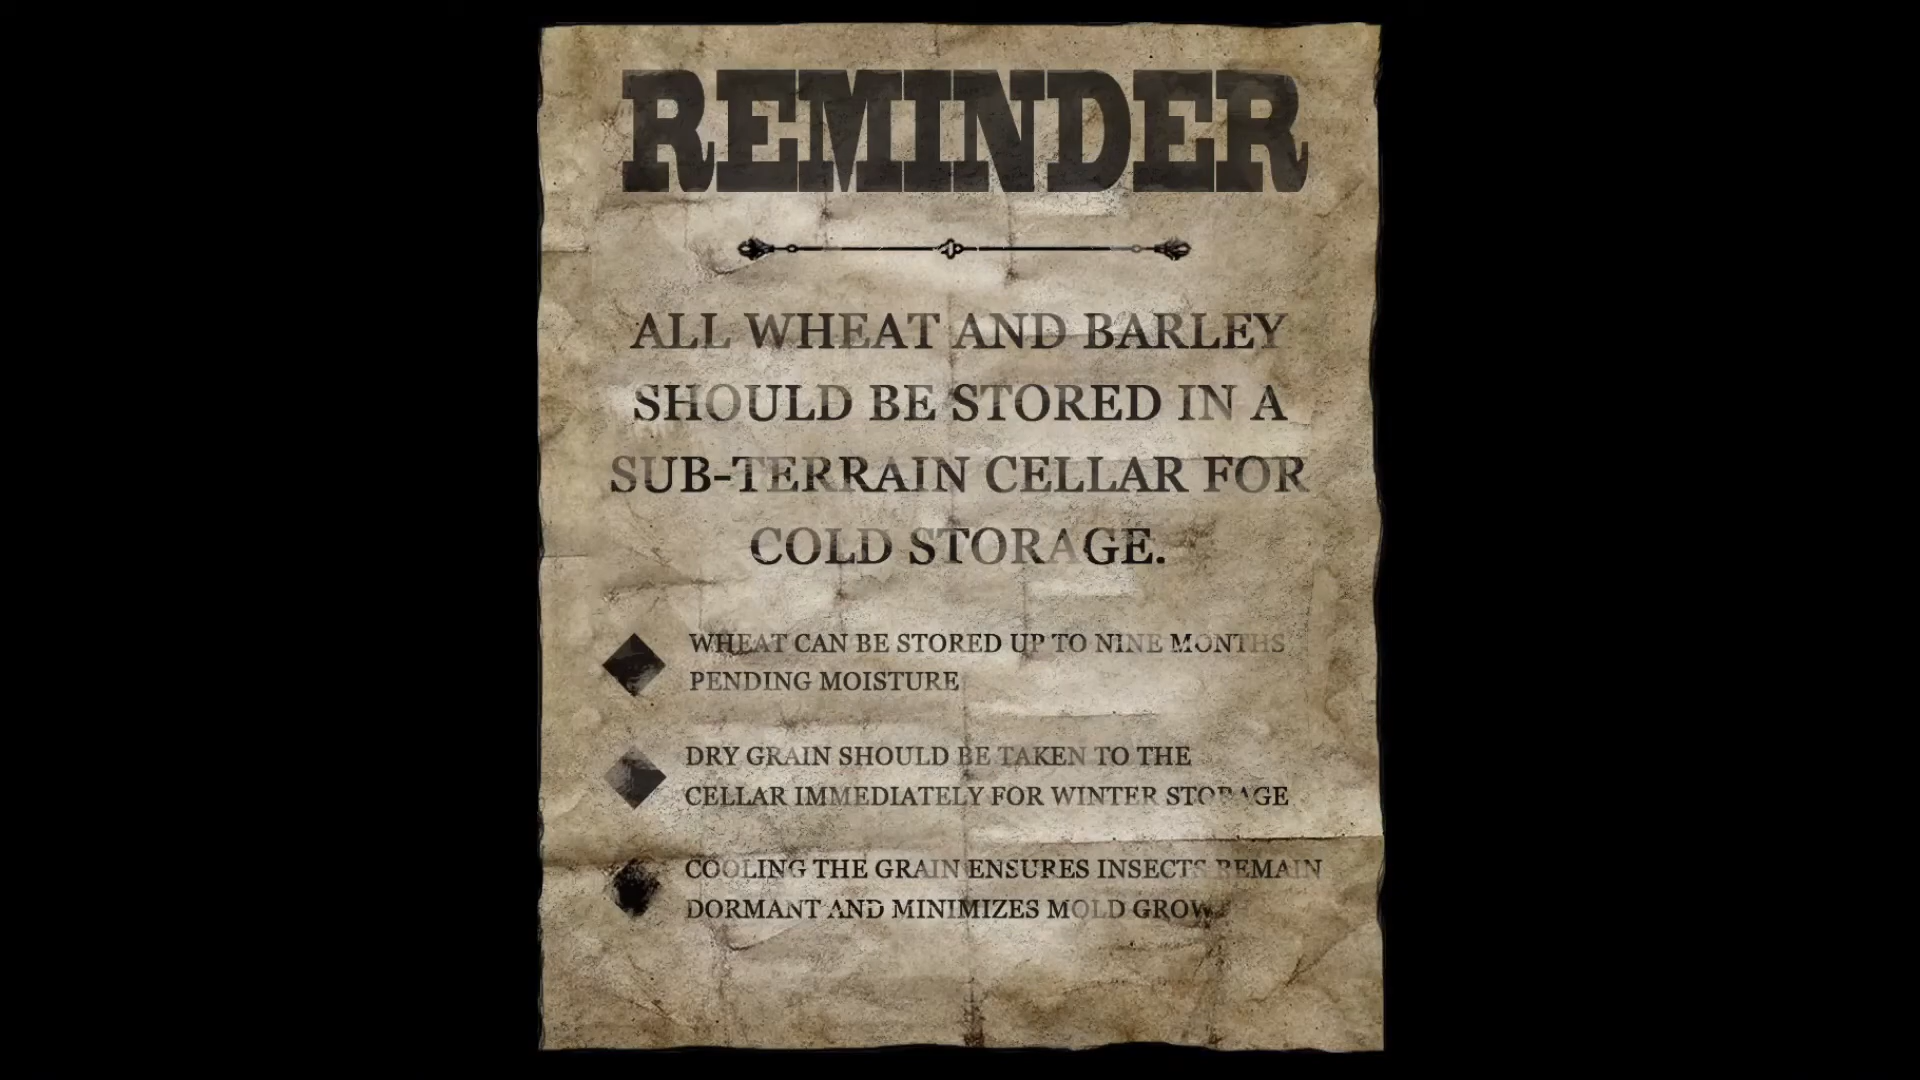 REMINDER
ALL WHEAT AND BARLEY
SHOULD BE STORED IN A
SUB-TERRAIN CELLAR FOR
COLD STORAGE.
WHEAT CAN BE STORED UP TO NINE MONTHS
PENDING MOISTURE
DRY GRAIN SHOULD BE TAKEN TO THE
CELLAR IMMEDIATELY FOR WINTER STORAGE
COOLING THE GRAIN ENSURES INSECTS REMAIN
DORMANT AND MINIMIZES MOLD